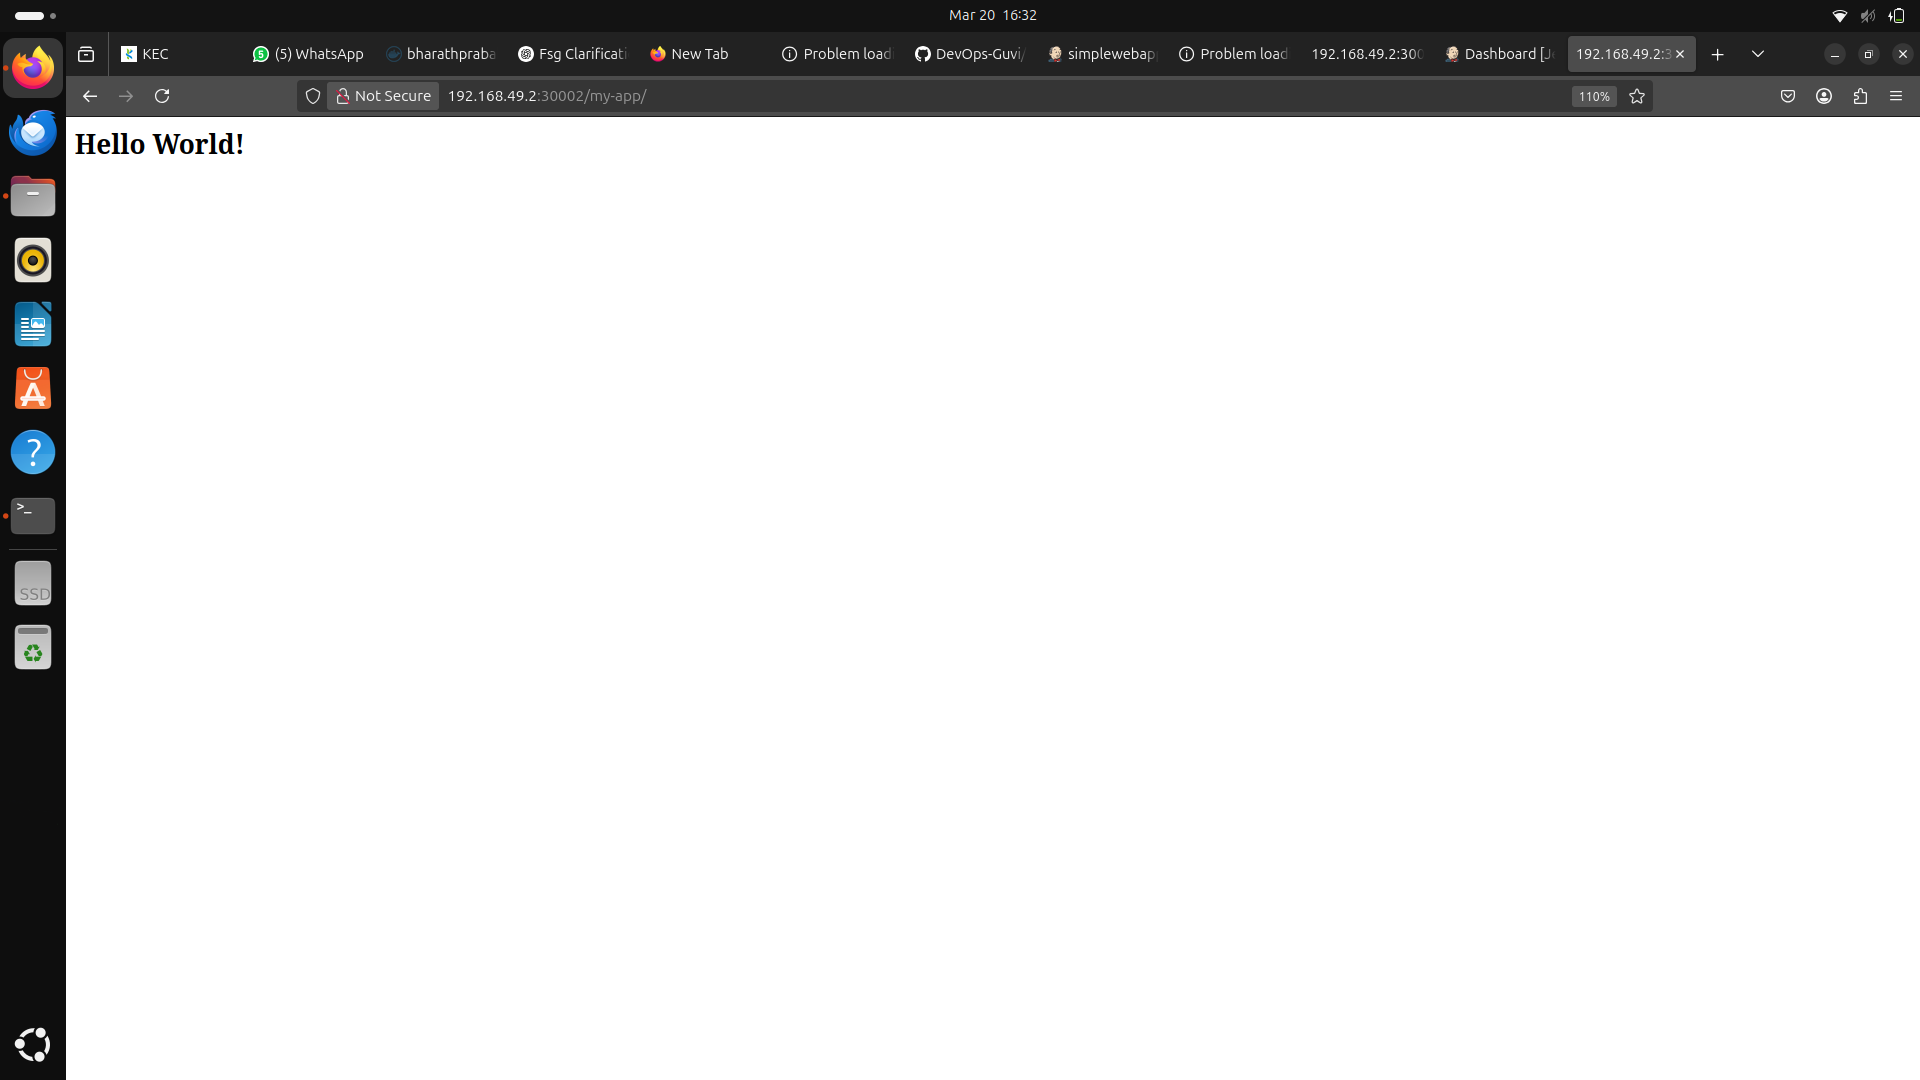 Mar 20 16:32
KEC
(5) WhatsApp
bharathpraba
Fsg Clarificati
New Tab
Problem load
DevOps-Guvi/
simplewebap
Problem load
192.168.49.2:300
Dashboard [J
192.168.49.2:3
Not Secure
192.168.49.2:30002/my-app/
110%
Hello World!
>_
SSD